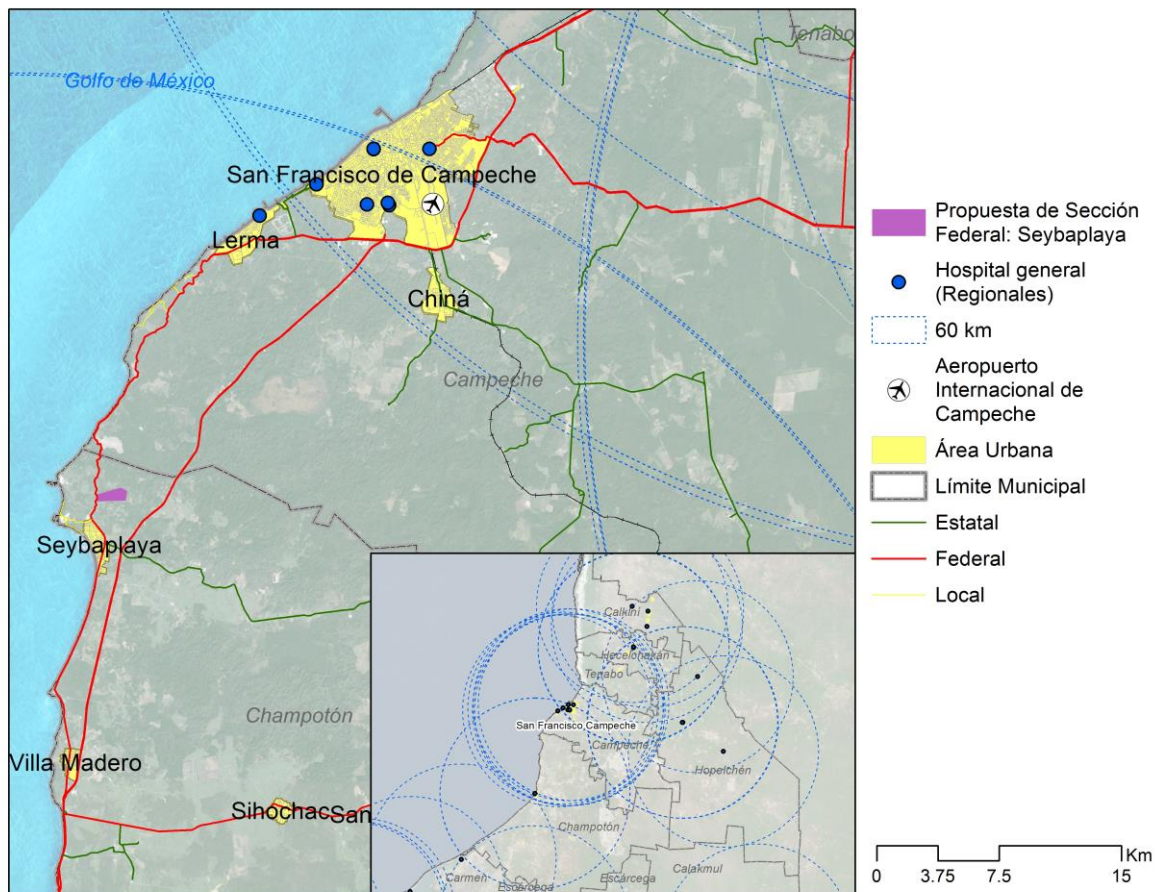 Tenabo
Golfo do México
San Francisco de Campeche
Lerma
Chiná
Campeche
Seybaplaya
Champotón
Villa Madero
Sihochac
San
Calkiní
Hecelchakán
Tenabo
San Francisco Campeche
Campeche
Hopelchén
Champotón
Carmen
Escárcega
Escárcega
Calakmul
Propuesta de Sección
Federal: Seybaplaya
Hospital general
(Regionales)
60 km
Aeropuerto
Internacional de
Campeche
Área Urbana
Límite Municipal
Estatal
Federal
Local
Km
0 3.75 7.5 15